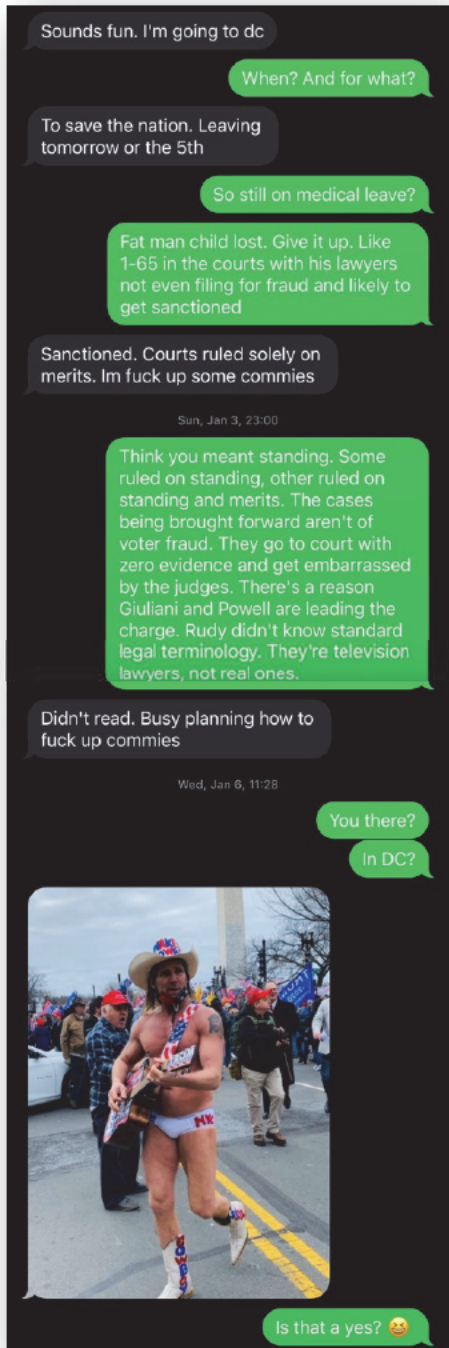 Sounds fun. I'm going to dc
When? And for what?
To save the nation. Leaving
tomorrow or the 5th
So still on medical leave?
Fat man child lost. Give it up. Like
1-65 in the courts with his lawyers
not even filing for fraud and likely to
get sanctioned
Sanctioned. Courts ruled solely on
merits. Im fuck up some commies
Sun, Jan 3, 23:00
Think you meant standing. Some
ruled on standing, other ruled on
standing and merits. The cases
being brought forward aren't of
voter fraud. They go to court with
zero evidence and get embarrassed
by the judges. There's a reason
Giuliani and Powell are leading the
charge. Rudy didn't know standard
legal terminology. They're television
lawyers, not real ones.
Didn't read. Busy planning how to
fuck up commies
Wed, Jan 6, 11:28
You there?
In DC?
COWBOY
Is that a yes? 😆